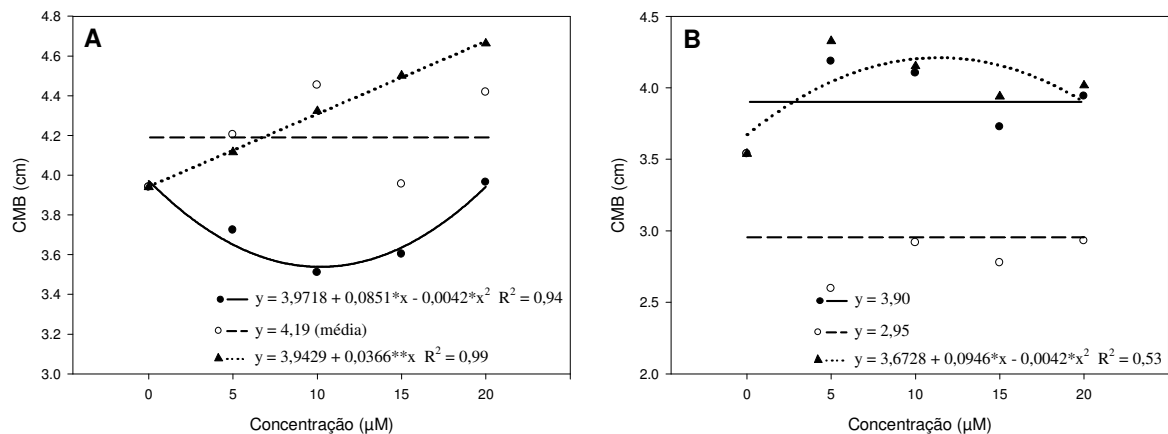 A
CMB (cm)
4.8
4.6
4.4
4.2
4.0
3.8
3.6
3.4
3.2
3.0
y = 3,9718 + 0,0851*x - 0,0042*x² R² = 0,94
y = 4,19 (média)
y = 3,9429 + 0,0366**x R² = 0,99
0 5 10 15 20
Concentração (µM)
B
CMB (cm)
4.5
4.0
3.5
3.0
2.5
2.0
y = 3,90
y = 2,95
y = 3,6728 + 0,0946*x - 0,0042*x² R² = 0,53
0 5 10 15 20
Concentração (µM)